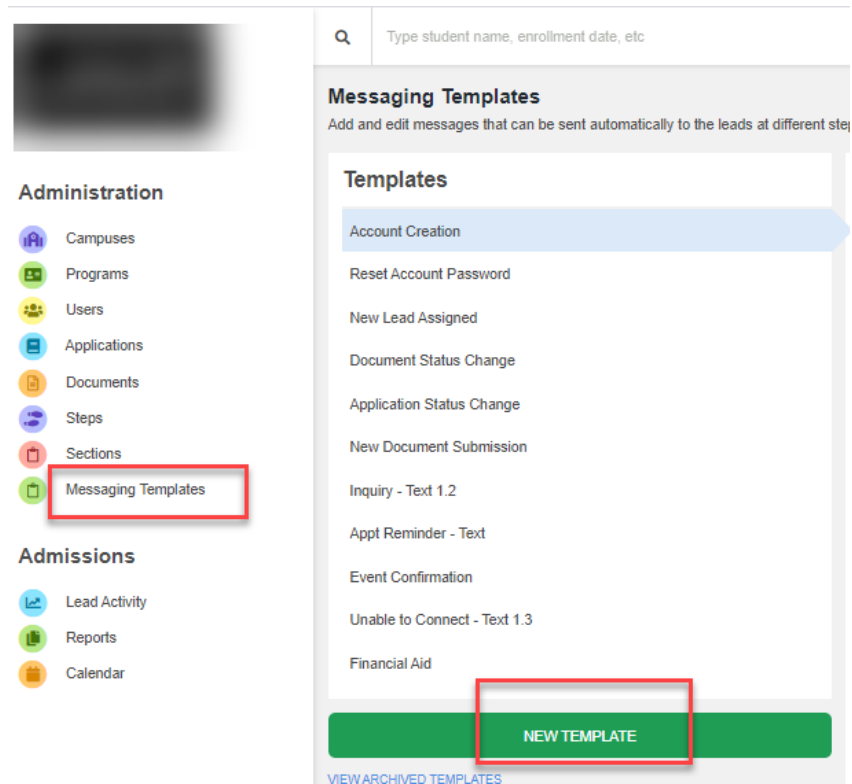 Type student name, enrollment date, etc
Messaging Templates
Add and edit messages that can be sent automatically to the leads at different ste
Administration
Campuses
Programs
Users
Applications
Documents
Steps
Sections
Messaging Templates
Admissions
Lead Activity
Reports
Calendar
Templates
Account Creation
Reset Account Password
New Lead Assigned
Document Status Change
Application Status Change
New Document Submission
Inquiry - Text 1.2
Appt Reminder - Text
Event Confirmation
Unable to Connect - Text 1.3
Financial Aid
NEW TEMPLATE
VIEW ARCHIVED TEMPLATES